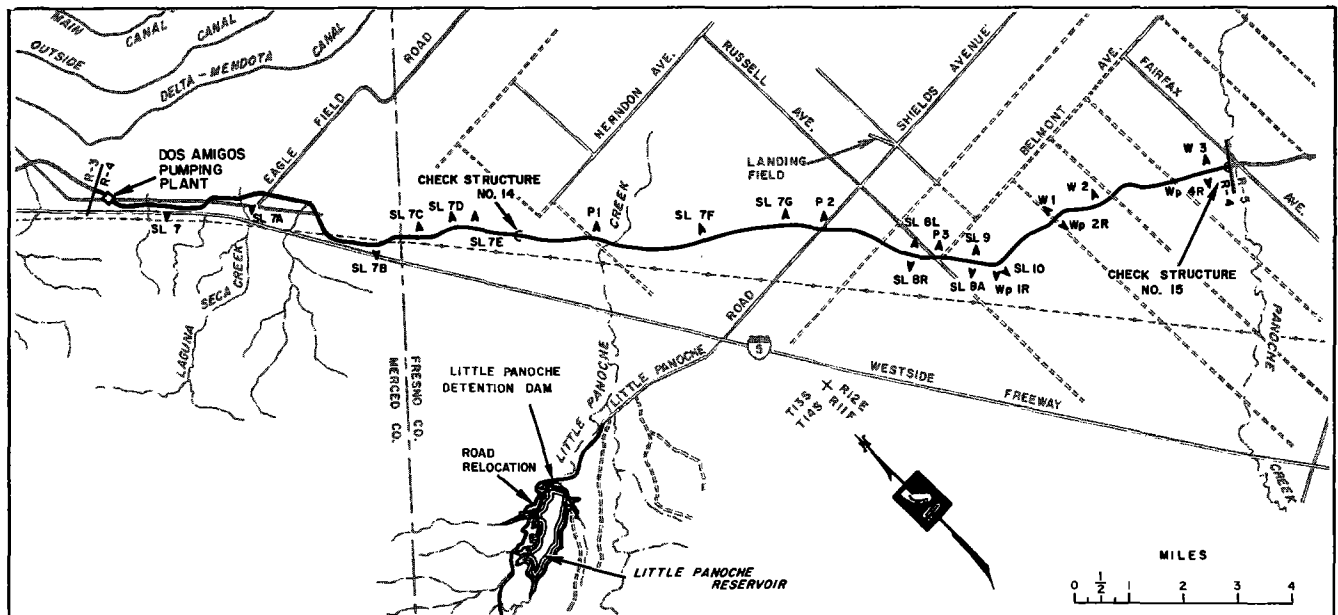 MAIN CANAL CANAL
OUTSIDE
DELTA-MENDOTA CANAL
EAGLE FIELD ROAD
R-3
R-4
DOS AMIGOS
PUMPING
PLANT
SL 7
SL 7A
LAGUNA SECA CREEK
SL 7B
SL 7C
SL 7D
SL 7E
CHECK STRUCTURE
NO. 14
HERNDON AVE.
P 1
CREEK
RUSSELL AVE.
SL 7F
LANDING
FIELD
SHIELDS AVENUE
SL 7G
P 2
SL 8L
P 3
SL 9
SL 8R
SL 8A
Wp 1R
SL 10
BELMONT AVE.
W 1
Wp 2R
W 2
W 3
Wp 4R
FAIRFAX AVE.
R-4
R-5
CHECK STRUCTURE
NO. 15
PANOCHE CREEK
FRESNO CO.
MERCED CO.
LITTLE PANOCHE
DETENTION DAM
LITTLE PANOCHE
LITTLE PANOCHE ROAD
5
WESTSIDE FREEWAY
ROAD
RELOCATION
LITTLE PANOCHE
RESERVOIR
T13S R12E
T14S
MILES
0 1/2 1 2 3 4